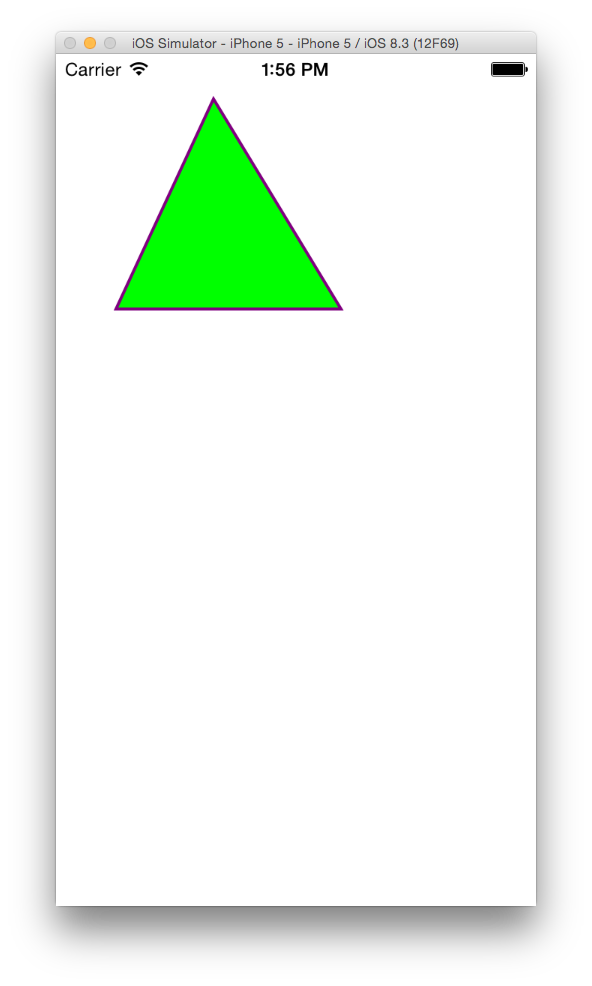 iOS Simulator - iPhone 5 - iPhone 5 / iOS 8.3 (12F69)
Carrier 1:56 PM